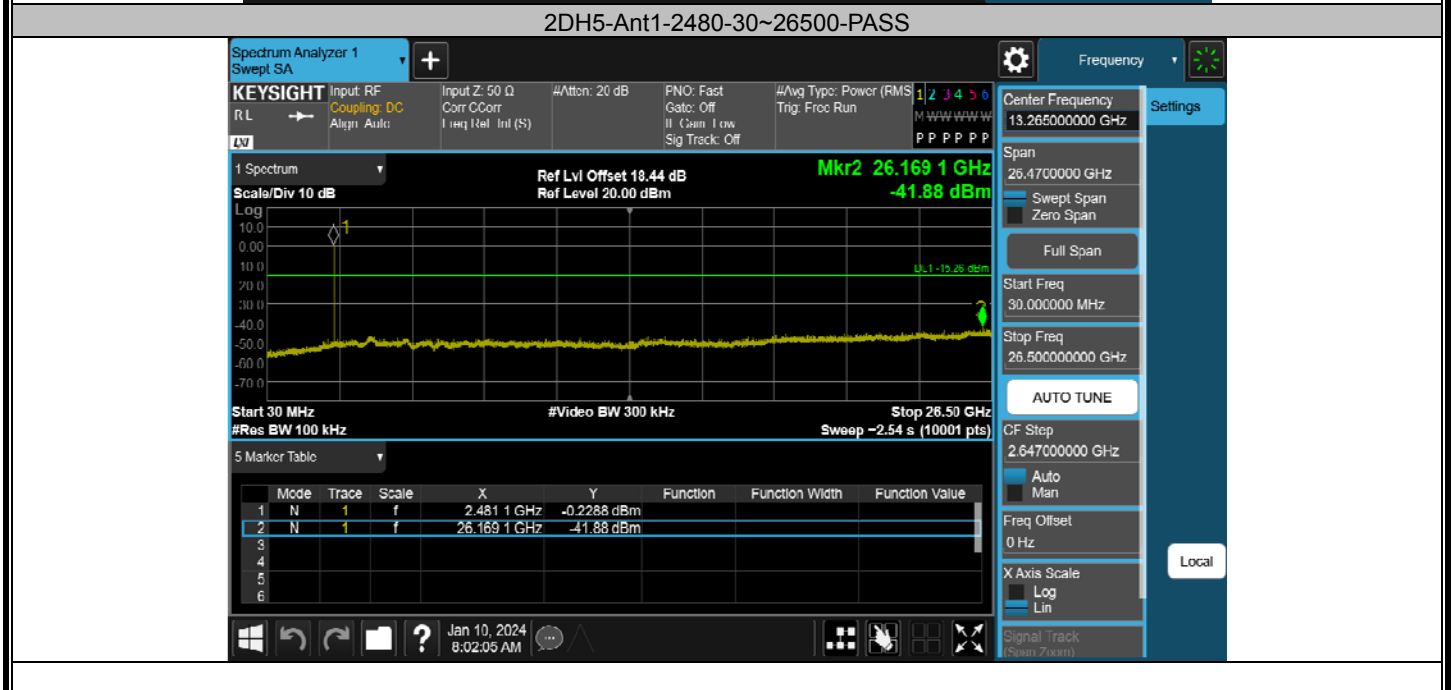 2DH5-Ant1-2480-30~26500-PASS
Spectrum Analyzer 1
Swept SA
Frequency
KEYSIGHT
RL
LXI
Input: RF
Coupling: DC
Align: Auto
Input Z: 50 Ω
Corr CCorr
Freq Ref: Int (S)
#Atten: 20 dB
PNO: Fast
Gate: Off
IF Gain: Low
Sig Track: Off
#Avg Type: Power (RMS
Trig: Free Run
1 2 3 4 5 6
M W W W W W
P P P P P P
1 Spectrum
Scale/Div 10 dB
Ref Lvl Offset 18.44 dB
Ref Level 20.00 dBm
Mkr2 26.169 1 GHz
-41.88 dBm
Log
10.0
0.00
-10.0
-20.0
-30.0
-40.0
-50.0
-60.0
-70.0
1
DL1 -15.26 dBm
2
Start 30 MHz
#Res BW 100 kHz
#Video BW 300 kHz
Stop 26.50 GHz
Sweep ~2.54 s (10001 pts)
5 Marker Table
Mode Trace Scale X Y Function Function Width Function Value
1 N 1 f 2.481 1 GHz -0.2288 dBm
2 N 1 f 26.169 1 GHz -41.88 dBm
3
4
5
6
Jan 10, 2024
8:02:05 AM
Center Frequency
13.265000000 GHz
Settings
Span
26.4700000 GHz
Swept Span
Zero Span
Full Span
Start Freq
30.000000 MHz
Stop Freq
26.500000000 GHz
AUTO TUNE
CF Step
2.647000000 GHz
Auto
Man
Freq Offset
0 Hz
X Axis Scale
Log
Lin
Local
Signal Track
(Span Zoom)